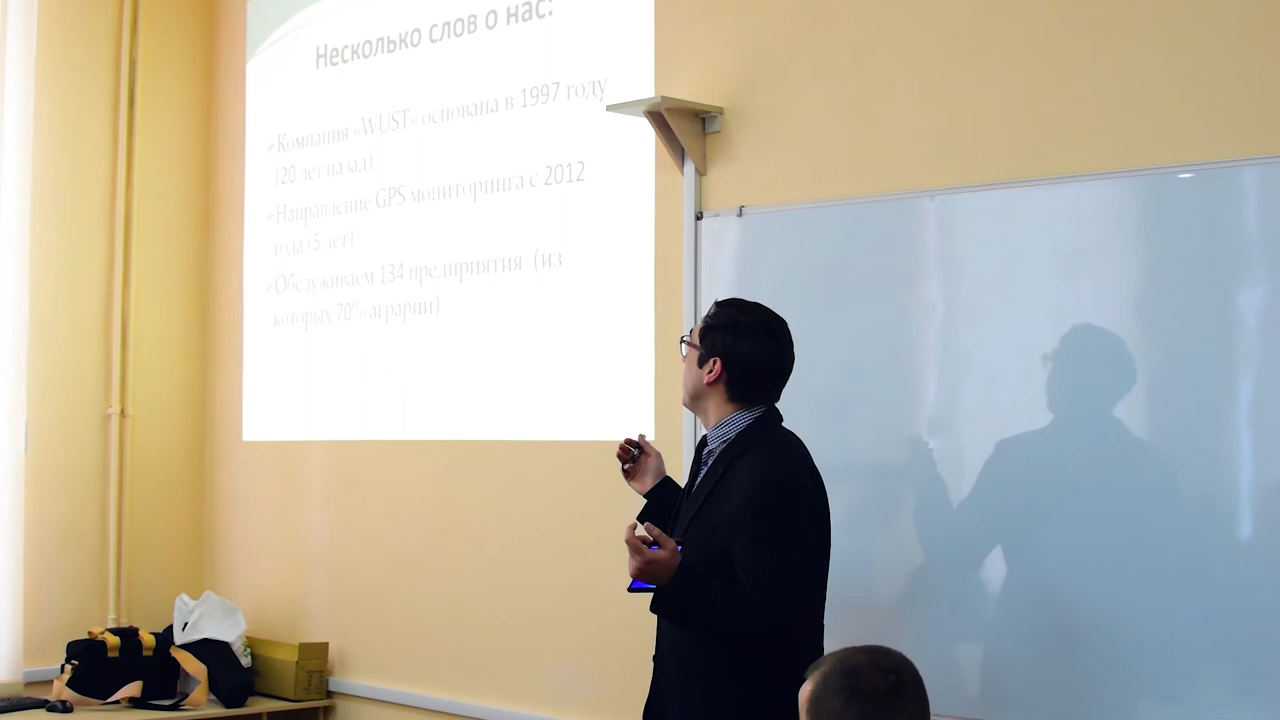 Несколько слов о нас:
Компания «WUST» основана в 1997 году
(20 лет назад)
Направление GPS мониторинга с 2012
года (5 лет)
Обслуживаем 134 предприятия (из
которых 70% аграрии)